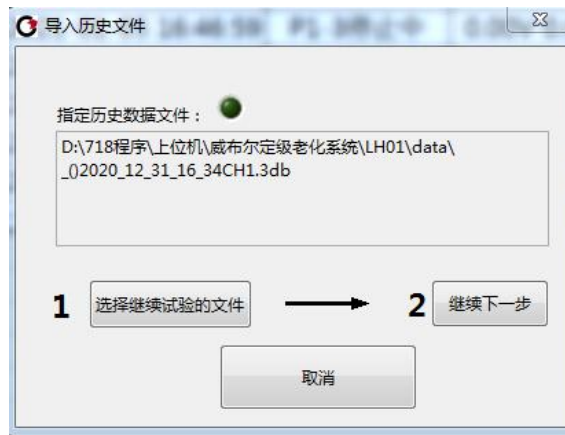 导入历史文件
指定历史数据文件：
D:\718程序\上位机\威布尔定级老化系统\LH01\data\
_()2020_12_31_16_34CH1.3db
1 选择继续试验的文件 2 继续下一步
取消